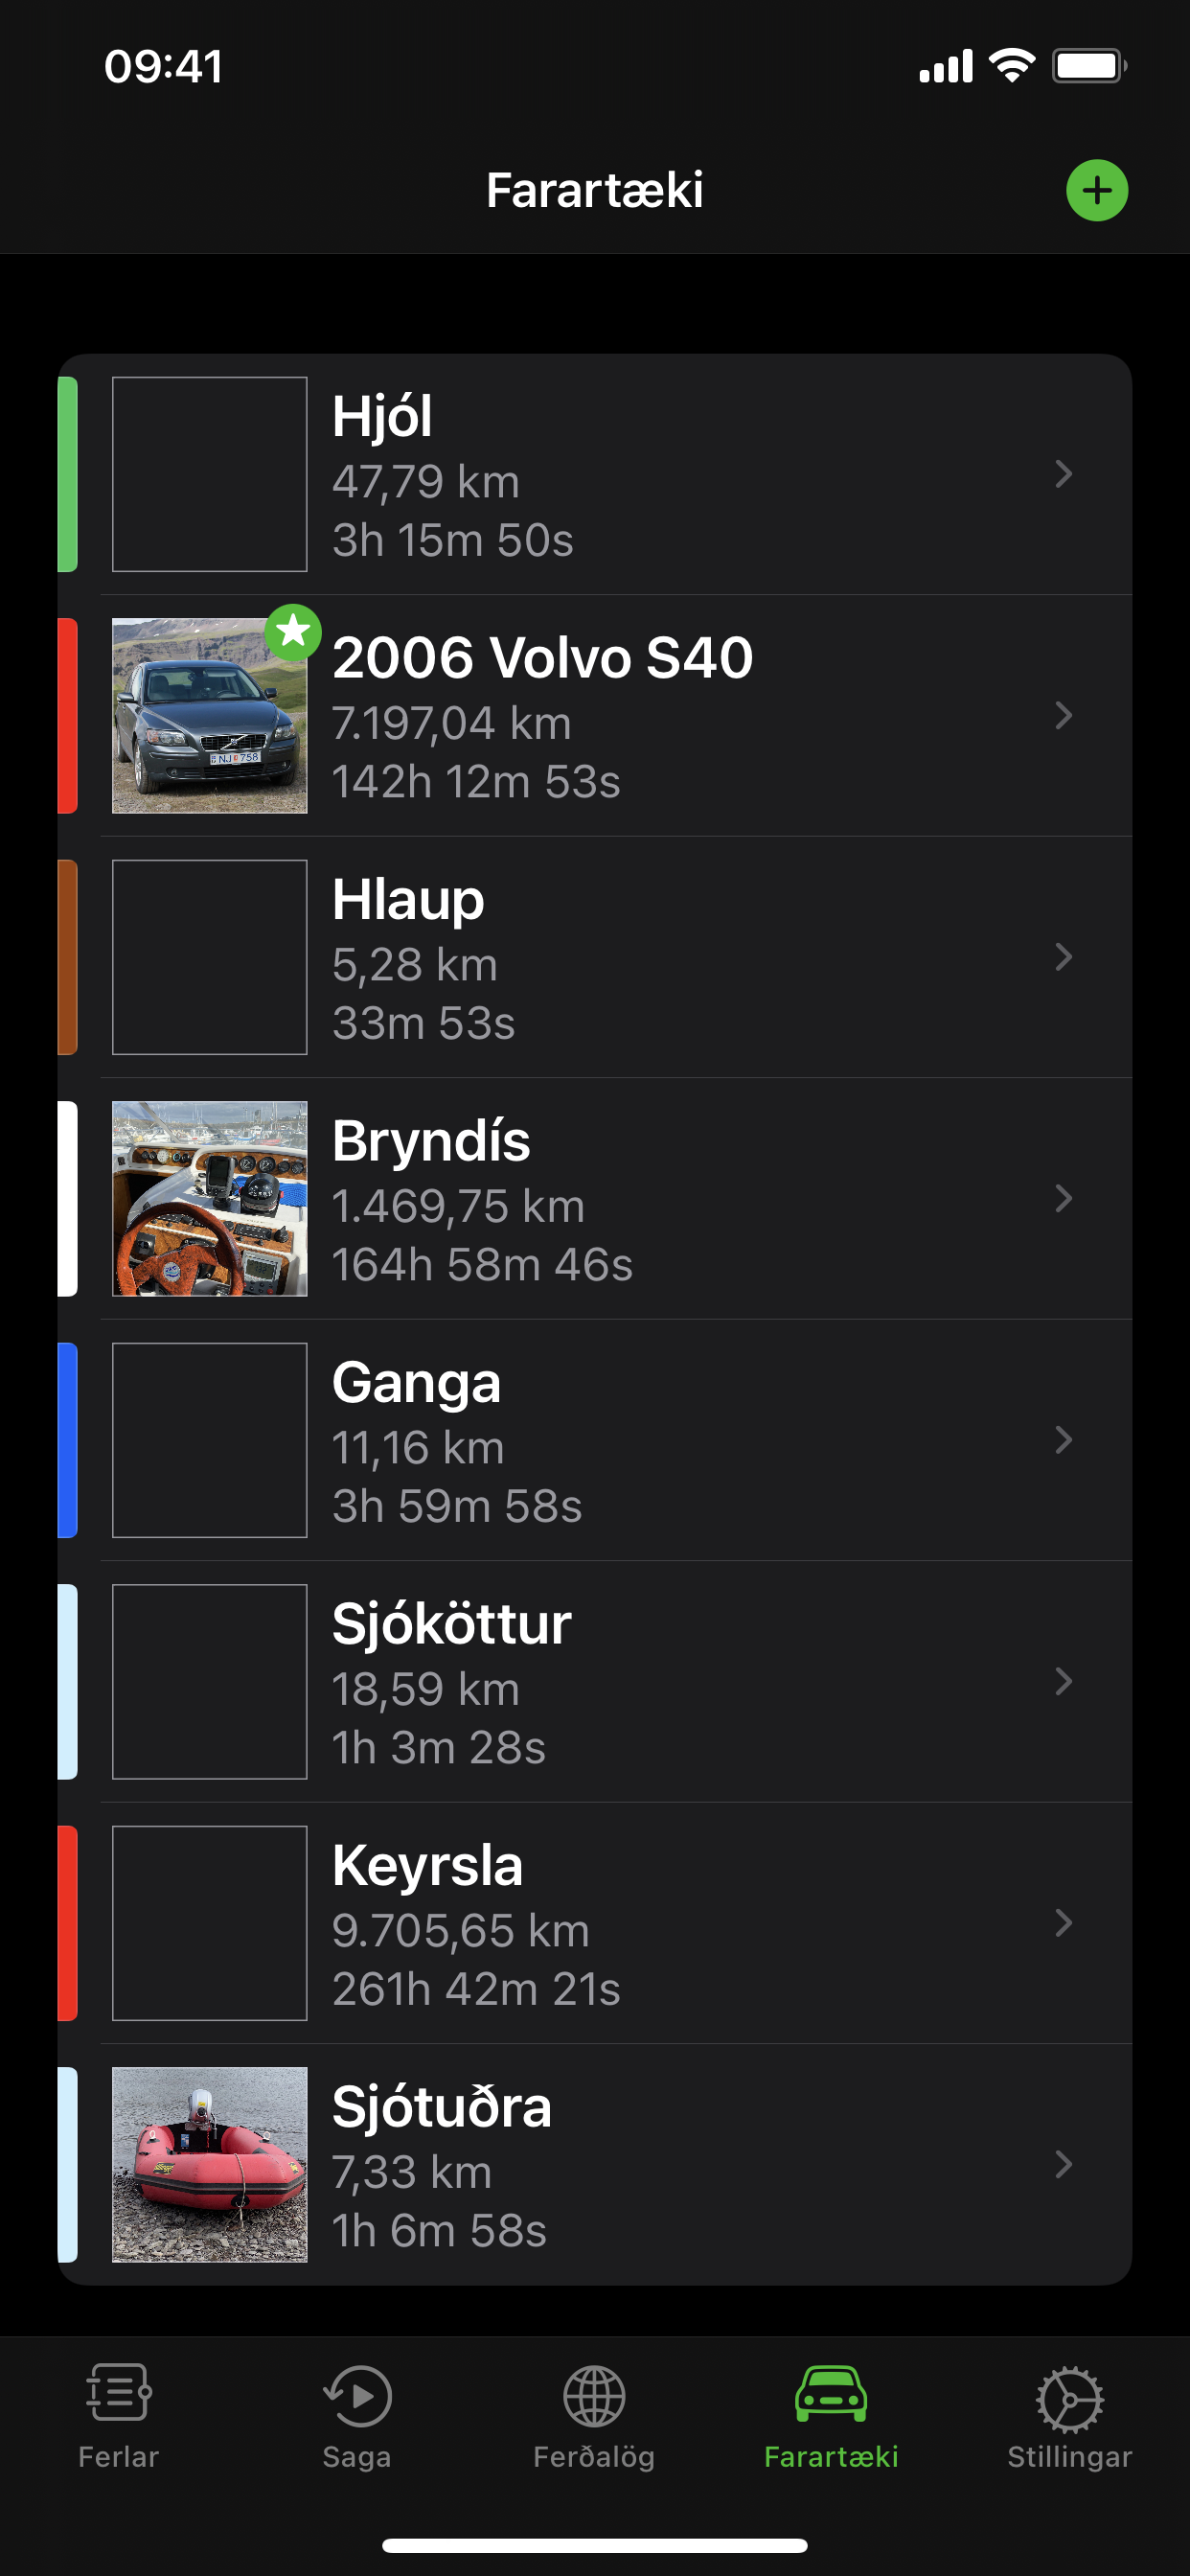 09:41
Farartæki
Hjól
47,79 km
3h 15m 50s
2006 Volvo S40
7.197,04 km
142h 12m 53s
NJ 758
Hlaup
5,28 km
33m 53s
Bryndís
1.469,75 km
164h 58m 46s
Ganga
11,16 km
3h 59m 58s
Sjóköttur
18,59 km
1h 3m 28s
Keyrsla
9.705,65 km
261h 42m 21s
Sjótuðra
7,33 km
1h 6m 58s
Ferlar
Saga
Ferðalög
Farartæki
Stillingar